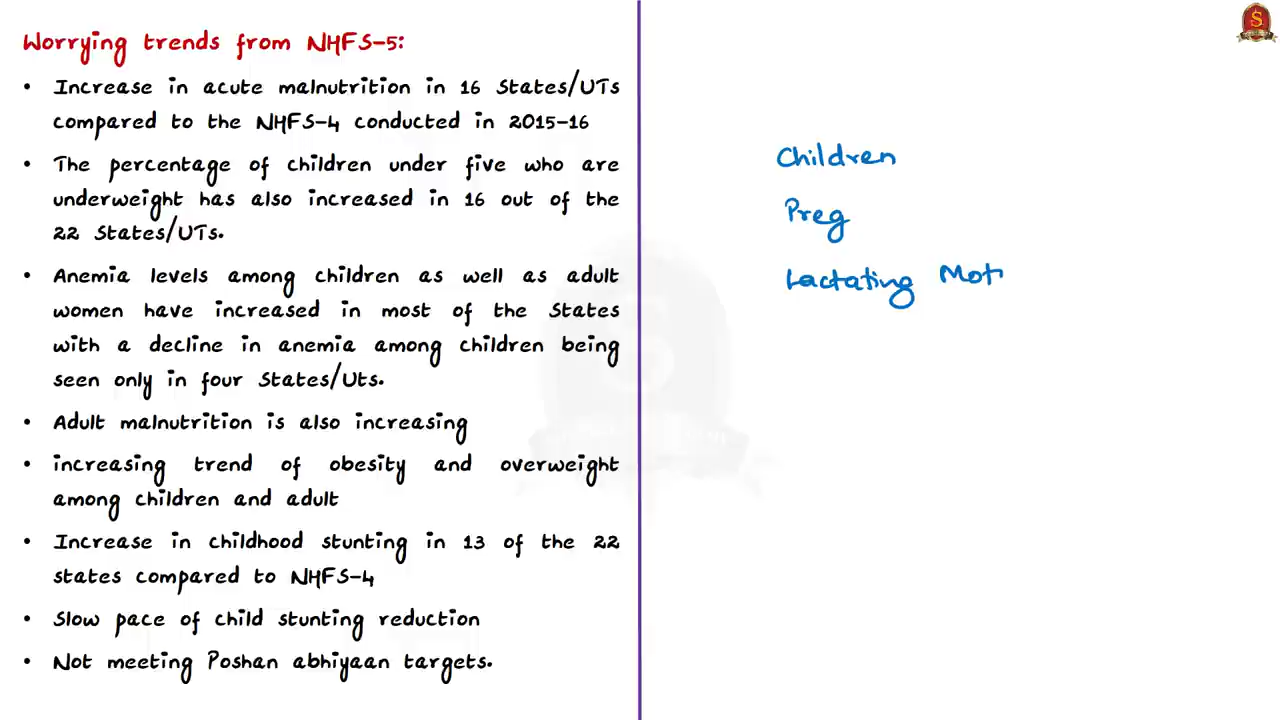 Worrying trends from NHFS-5:
• Increase in acute malnutrition in 16 States/UTs
compared to the NHFS-4 conducted in 2015-16
• The percentage of children under five who are
underweight has also increased in 16 out of the
22 States/UTs.
• Anemia levels among children as well as adult
women have increased in most of the States
with a decline in anemia among children being
seen only in four States/Uts.
• Adult malnutrition is also increasing
• increasing trend of obesity and overweight
among children and adult
• Increase in childhood stunting in 13 of the 22
states compared to NHFS-4
• Slow pace of child stunting reduction
• Not meeting Poshan abhiyaan targets.
Children
Preg
Lactating Mot